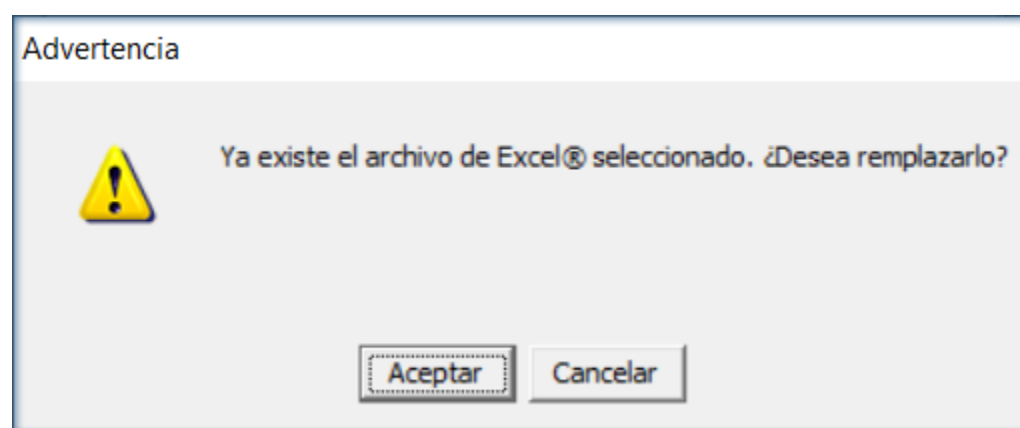 Advertencia
Ya existe el archivo de Excel® seleccionado. ¿Desea remplazarlo?
Aceptar
Cancelar